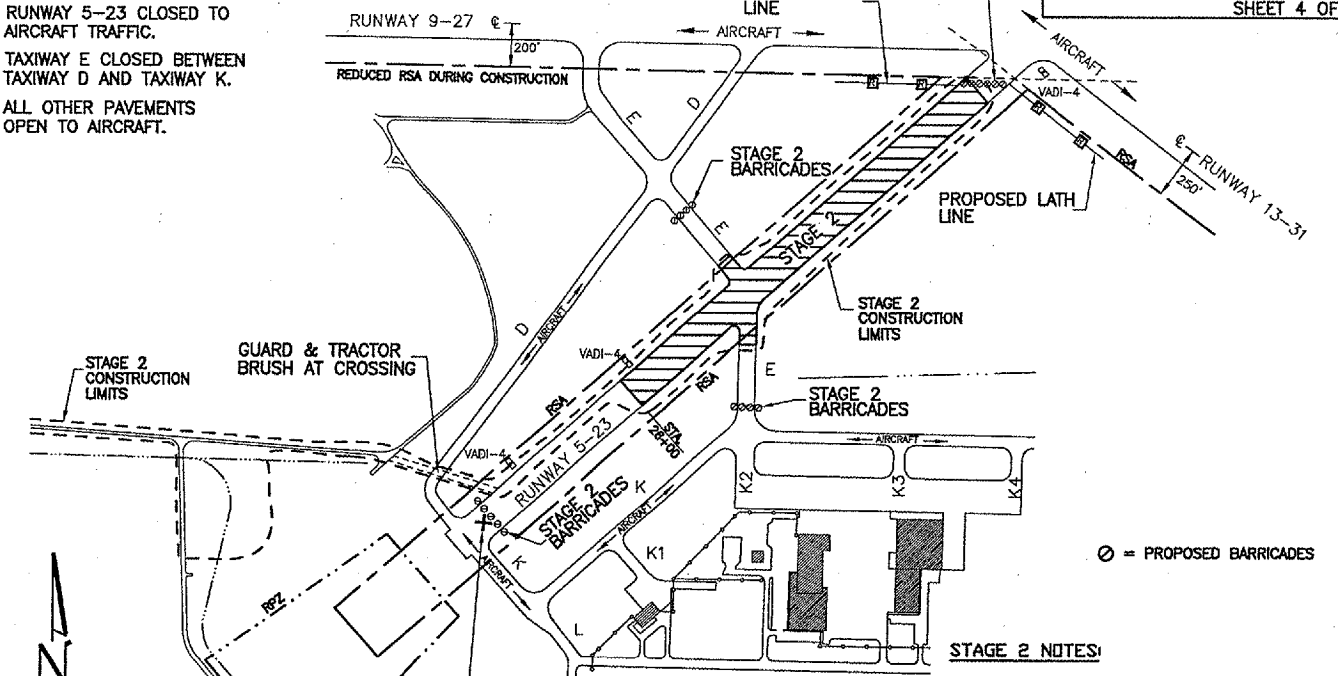 RUNWAY 5-23 CLOSED TO
AIRCRAFT TRAFFIC.
TAXIWAY E CLOSED BETWEEN
TAXIWAY D AND TAXIWAY K.
ALL OTHER PAVEMENTS
OPEN TO AIRCRAFT.
RUNWAY 9-27 ℄
200'
REDUCED RSA DURING CONSTRUCTION
LINE
AIRCRAFT
SHEET 4 OF
AIRCRAFT
VADI-4
℄ RUNWAY 13-31
RSA
250'
PROPOSED LATH
LINE
E
D
STAGE 2
BARRICADES
E
STAGE 2
STAGE 2
CONSTRUCTION
LIMITS
D
AIRCRAFT
VADI-4
GUARD & TRACTOR
BRUSH AT CROSSING
STAGE 2
CONSTRUCTION
LIMITS
RSA
RSA
E
STAGE 2
BARRICADES
STA.
26+00
AIRCRAFT
VADI-4
RUNWAY 5-23
STAGE 2
BARRICADES
K
AIRCRAFT
K2
K3
K4
K
AIRCRAFT
K1
L
RPZ
N
⊘ = PROPOSED BARRICADES
STAGE 2 NOTES: